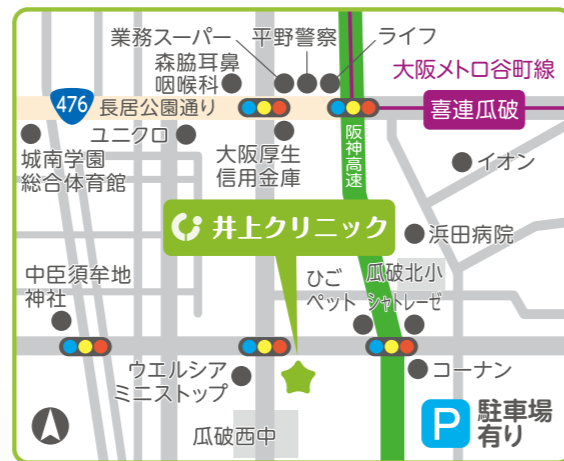 業務スーパー
平野警察
ライフ
森脇耳鼻
咽喉科
大阪メトロ谷町線
476
長居公園通り
喜連瓜破
ユニクロ
大阪厚生
信用金庫
阪神高速
城南学園
総合体育館
イオン
井上クリニック
浜田病院
中臣須牟地
神社
ひご
ペット
瓜破北小
シャトレーゼ
ウエルシア
ミニストップ
コーナン
瓜破西中
P
駐車場
有り